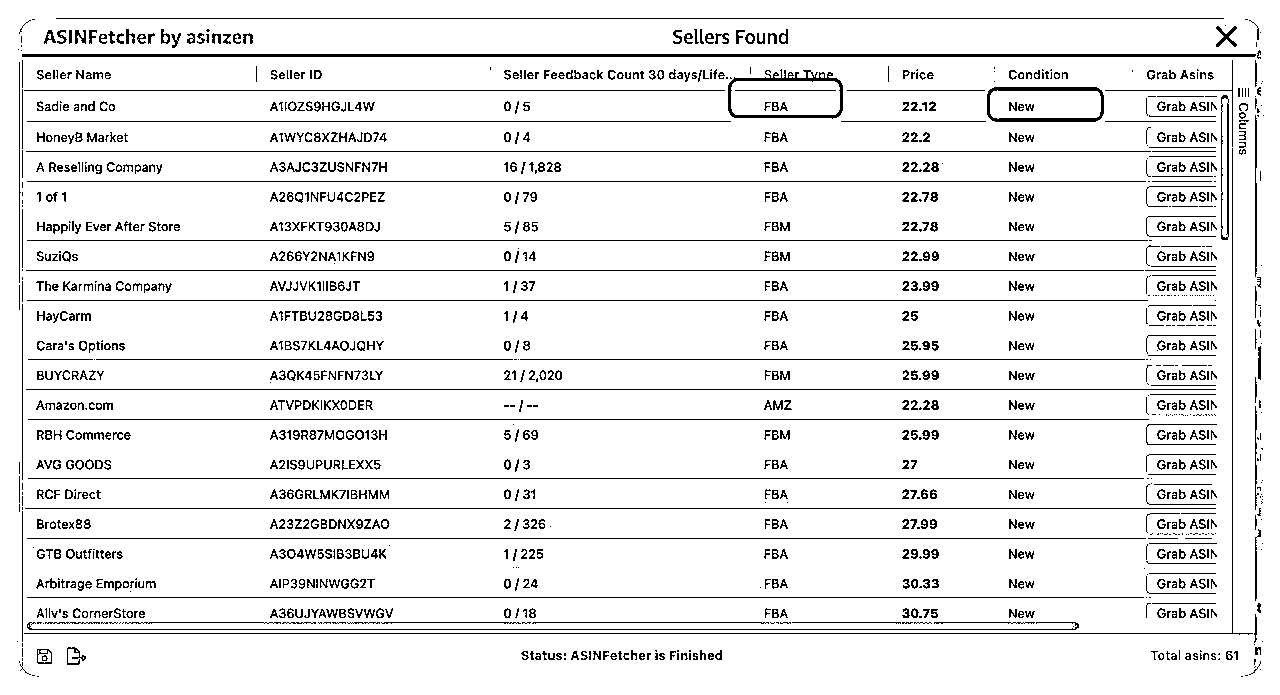 ASINFetcher by asinzen Sellers Found
Seller Name Seller ID Seller Feedback Count 30 days/Life... Seller Type Price Condition Grab Asins
Sadie and Co A1IOZS9HGJL4W 0 / 5 FBA 22.12 New Grab ASIN
HoneyB Market A1WYC8XZHAJD74 0 / 4 FBA 22.2 New Grab ASIN
A Reselling Company A3AJC3ZUSNFN7H 16 / 1,828 FBA 22.28 New Grab ASIN
1 of 1 A26Q1NFU4C2PEZ 0 / 79 FBA 22.78 New Grab ASIN
Happily Ever After Store A13XFKT930A8DJ 5 / 85 FBM 22.78 New Grab ASIN
SuziQs A266Y2NA1KFN9 0 / 14 FBM 22.99 New Grab ASIN
The Karmina Company AVJJVK1IIB6JT 1 / 37 FBA 23.99 New Grab ASIN
HayCarm A1FTBU28GD8L53 1 / 4 FBA 25 New Grab ASIN
Cara's Options A1BS7KL4AOJQHY 0 / 8 FBA 25.95 New Grab ASIN
BUYCRAZY A3QK45FNFN73LY 21 / 2,020 FBM 25.99 New Grab ASIN
Amazon.com ATVPDKIKX0DER -- / -- AMZ 22.28 New Grab ASIN
RBH Commerce A319R87MOGO13H 5 / 69 FBM 25.99 New Grab ASIN
AVG GOODS A2IS9UPURLEXX5 0 / 3 FBA 27 New Grab ASIN
RCF Direct A36GRLMK7IBHMM 0 / 31 FBA 27.66 New Grab ASIN
Brotex88 A23Z2GBDNX9ZAO 2 / 326 FBA 27.99 New Grab ASIN
GTB Outfitters A3O4W5SIB3BU4K 1 / 225 FBA 29.99 New Grab ASIN
Arbitrage Emporium AIP39NINWGG2T 0 / 24 FBA 30.33 New Grab ASIN
Ally's CornerStore A36UJYAWBSVWGV 0 / 18 FBA 30.75 New Grab ASIN
Columns
Status: ASINFetcher is Finished Total asins: 61